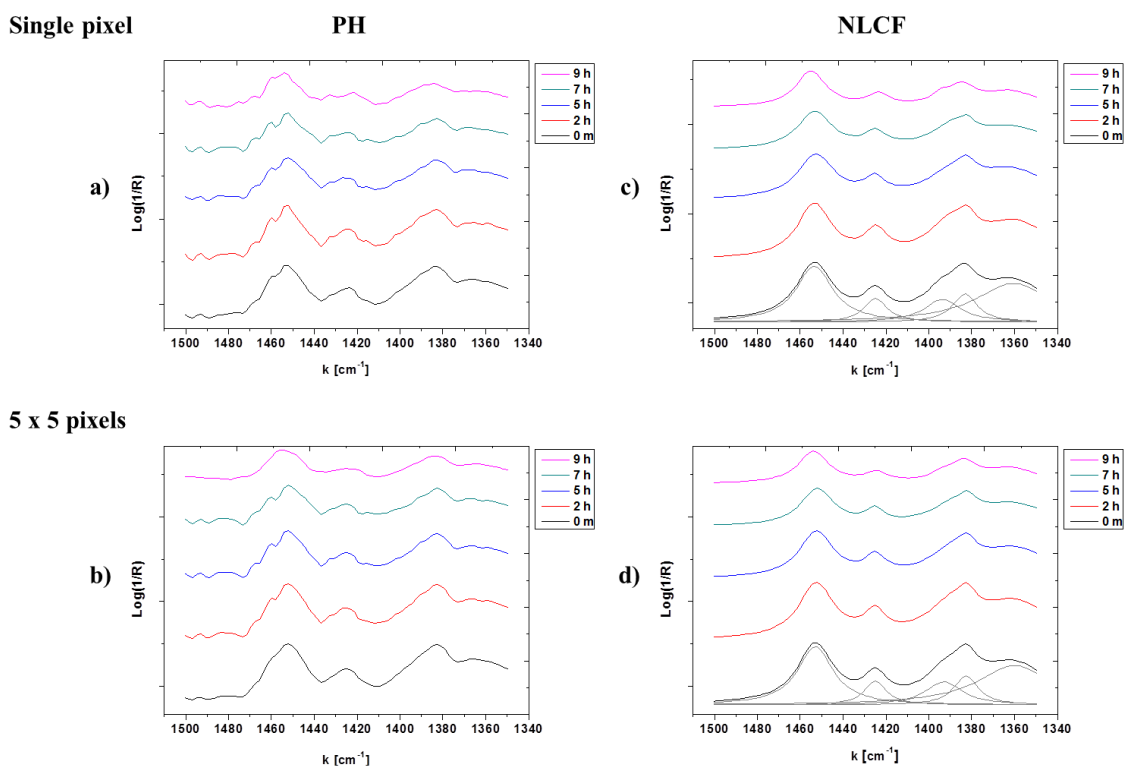 Single pixel
PH
NLCF
a)
Log(1/R)
9 h
7 h
5 h
2 h
0 m
1500 1480 1460 1440 1420 1400 1380 1360 1340
k [cm-1]
c)
Log(1/R)
9 h
7 h
5 h
2 h
0 m
1500 1480 1460 1440 1420 1400 1380 1360 1340
k [cm-1]
5 x 5 pixels
b)
Log(1/R)
9 h
7 h
5 h
2 h
0 m
1500 1480 1460 1440 1420 1400 1380 1360 1340
k [cm-1]
d)
Log(1/R)
9 h
7 h
5 h
2 h
0 m
1500 1480 1460 1440 1420 1400 1380 1360 1340
k [cm-1]